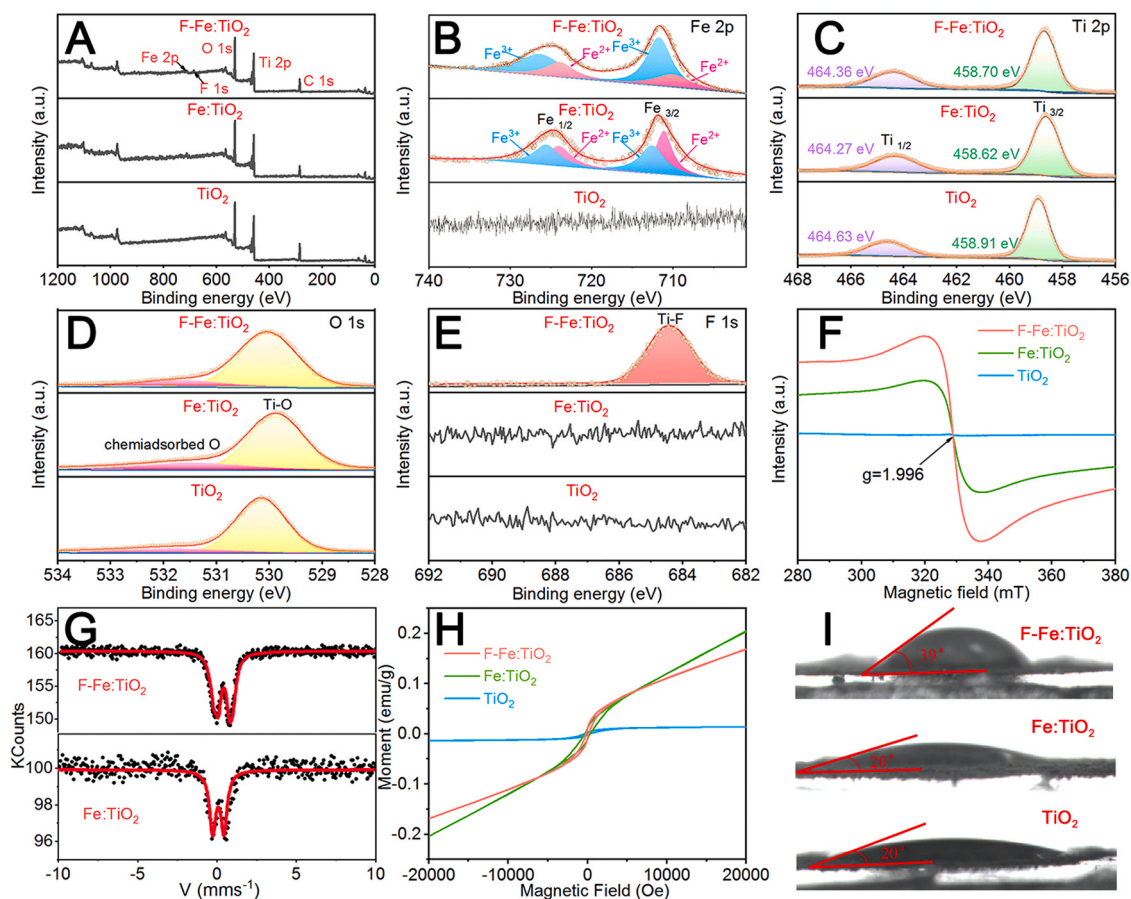 A
F-Fe:TiO2
Fe 2p
O 1s
Ti 2p
F 1s
C 1s
Fe:TiO2
TiO2
Intensity (a.u.)
1200 1000 800 600 400 200 0
Binding energy (eV)
B
Fe 2p
F-Fe:TiO2
Fe3+
Fe2+
Fe3+
Fe2+
Fe:TiO2
Fe 1/2
Fe 3/2
Fe3+
Fe2+
Fe3+
Fe2+
TiO2
Intensity (a.u.)
740 730 720 710
Binding energy (eV)
C
Ti 2p
F-Fe:TiO2
464.36 eV
458.70 eV
Fe:TiO2
Ti 3/2
Ti 1/2
464.27 eV
458.62 eV
TiO2
464.63 eV
458.91 eV
Intensity (a.u.)
468 466 464 462 460 458 456
Binding energy (eV)
D
O 1s
F-Fe:TiO2
Fe:TiO2
Ti-O
chemiadsorbed O
TiO2
Intensity (a.u.)
534 533 532 531 530 529 528
Binding energy (eV)
E
F 1s
Ti-F
F-Fe:TiO2
Fe:TiO2
TiO2
Intensity (a.u.)
692 690 688 686 684 682
Binding energy (eV)
F
F-Fe:TiO2
Fe:TiO2
TiO2
g=1.996
Intensity (a.u.)
280 300 320 340 360 380
Magnetic field (mT)
G
165
160
155
150
F-Fe:TiO2
100
98
96
Fe:TiO2
KCounts
-10 -5 0 5 10
V (mms-1)
H
F-Fe:TiO2
Fe:TiO2
TiO2
0.2
0.1
0.0
-0.1
-0.2
Moment (emu/g)
-20000 -10000 0 10000 20000
Magnetic Field (Oe)
I
F-Fe:TiO2
39°
Fe:TiO2
20°
TiO2
20°